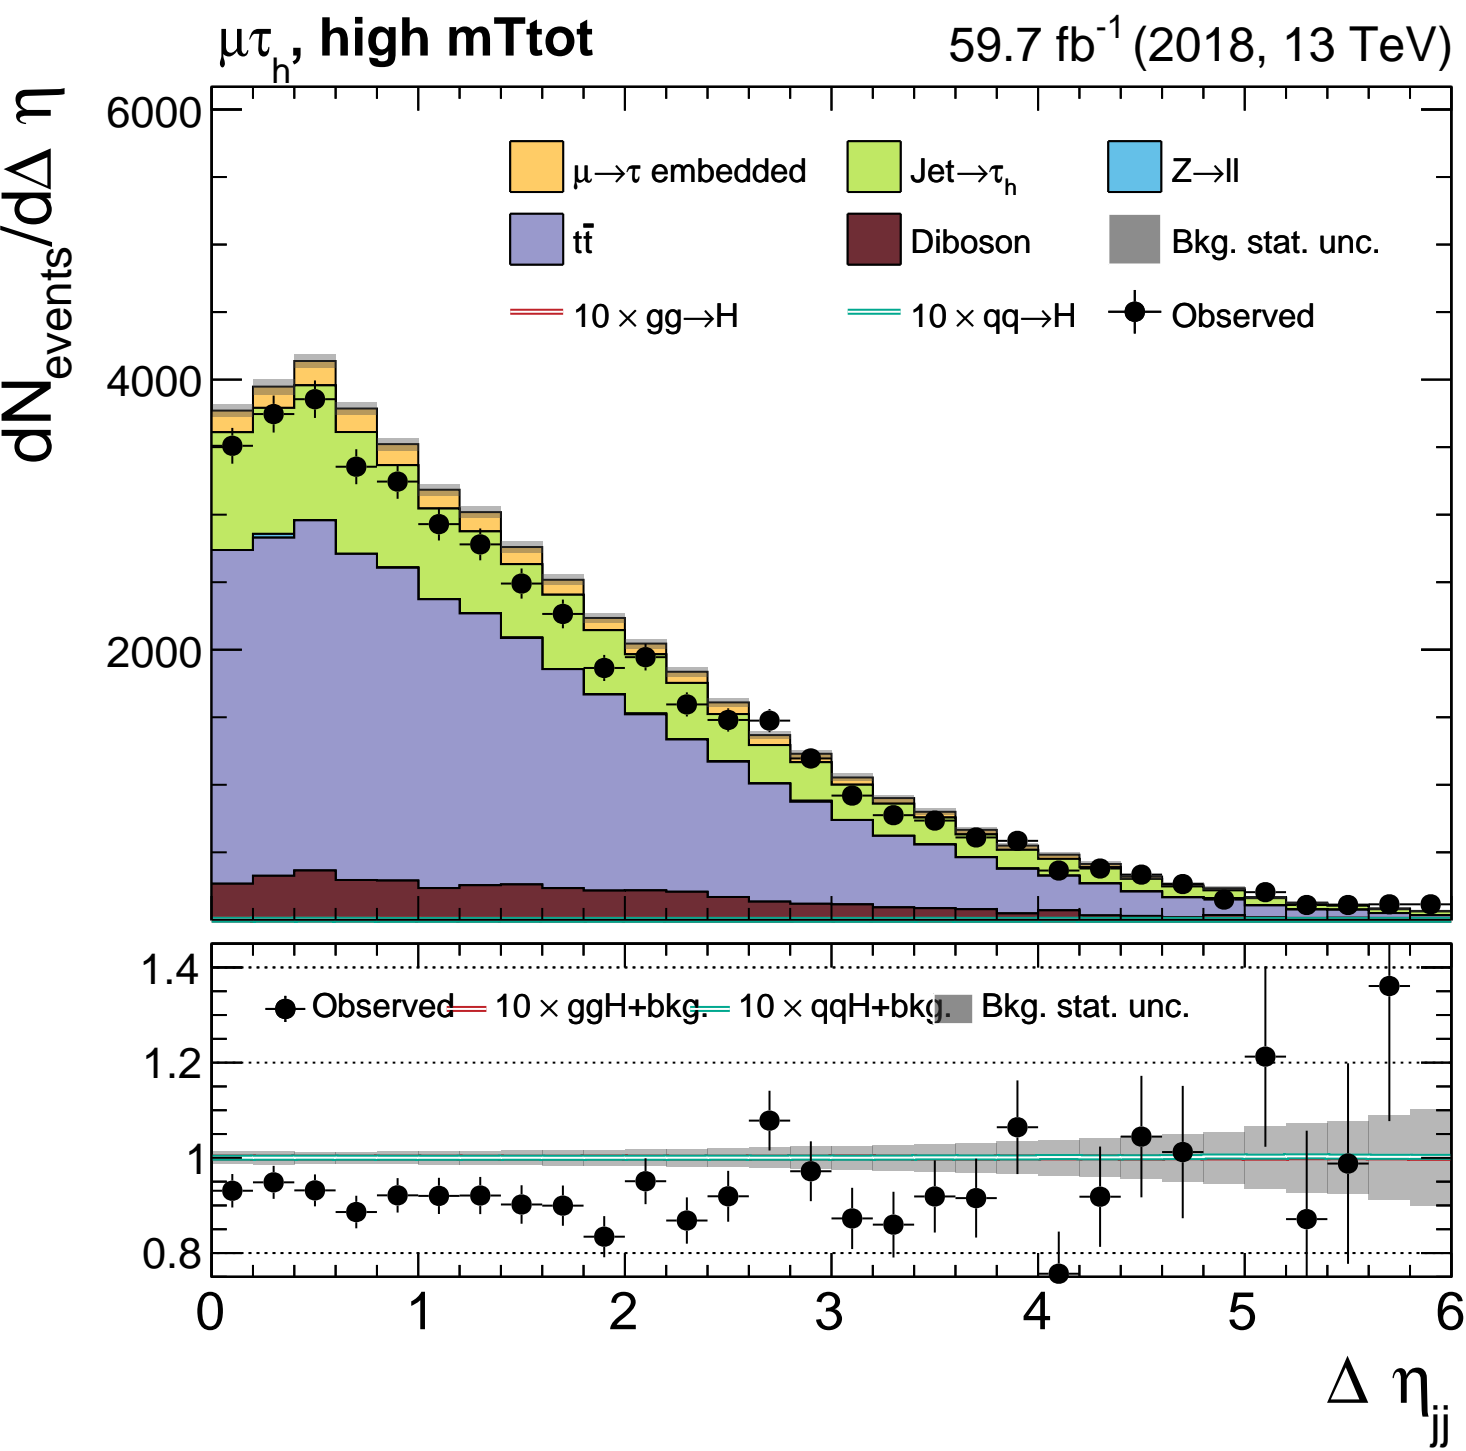 μτh, high mTtot 59.7 fb-1 (2018, 13 TeV)
dNevents/dΔ η
6000
4000
2000
μ→τ embedded Jet→τh Z→ll
tt̄ Diboson Bkg. stat. unc.
10 × gg→H 10 × qq→H Observed
1.4
1.2
1
0.8
Observed 10 × ggH+bkg. 10 × qqH+bkg. Bkg. stat. unc.
0 1 2 3 4 5 6
Δ ηjj